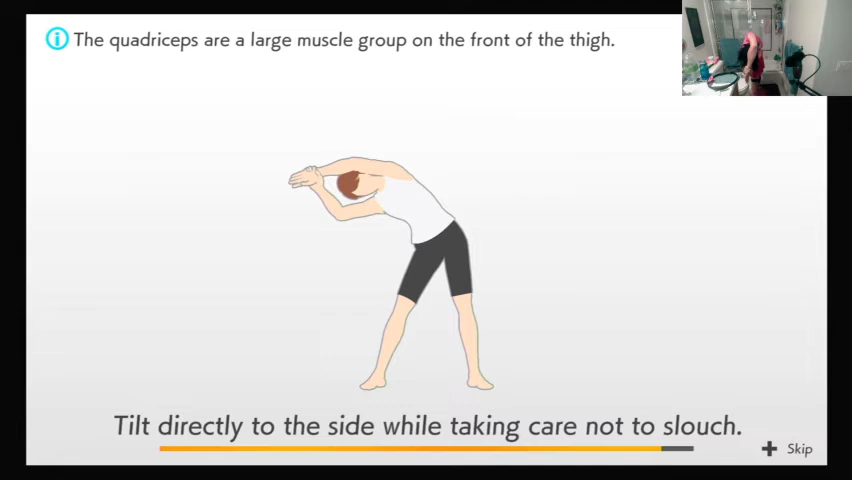 The quadriceps are a large muscle group on the front of the thigh.
Tilt directly to the side while taking care not to slouch.
Skip